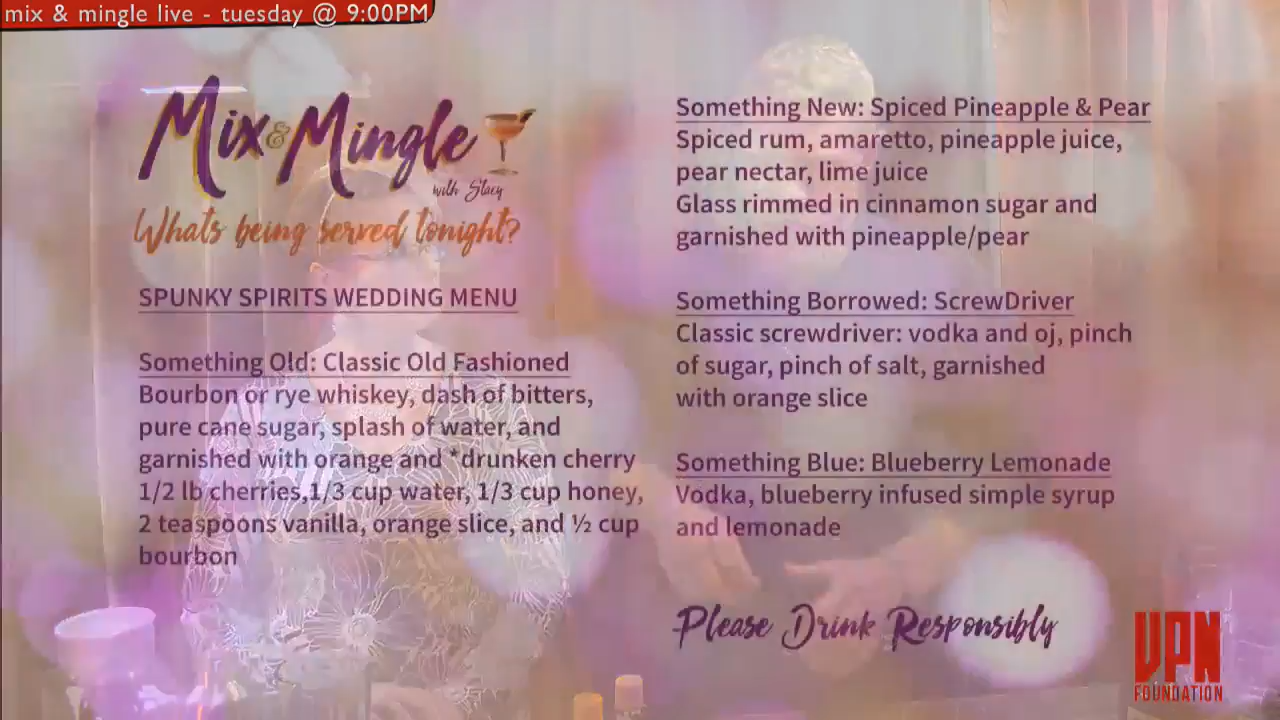 mix & mingle live - tuesday @ 9:00PM
Mix & Mingle
with Stacy
Whats being served tonight?
SPUNKY SPIRITS WEDDING MENU
Something Old: Classic Old Fashioned
Bourbon or rye whiskey, dash of bitters,
pure cane sugar, splash of water, and
garnished with orange and *drunken cherry
1/2 lb cherries,1/3 cup water, 1/3 cup honey,
2 teaspoons vanilla, orange slice, and ½ cup
bourbon
Something New: Spiced Pineapple & Pear
Spiced rum, amaretto, pineapple juice,
pear nectar, lime juice
Glass rimmed in cinnamon sugar and
garnished with pineapple/pear
Something Borrowed: ScrewDriver
Classic screwdriver: vodka and oj, pinch
of sugar, pinch of salt, garnished
with orange slice
Something Blue: Blueberry Lemonade
Vodka, blueberry infused simple syrup
and lemonade
Please Drink Responsibly
VPN
FOUNDATION